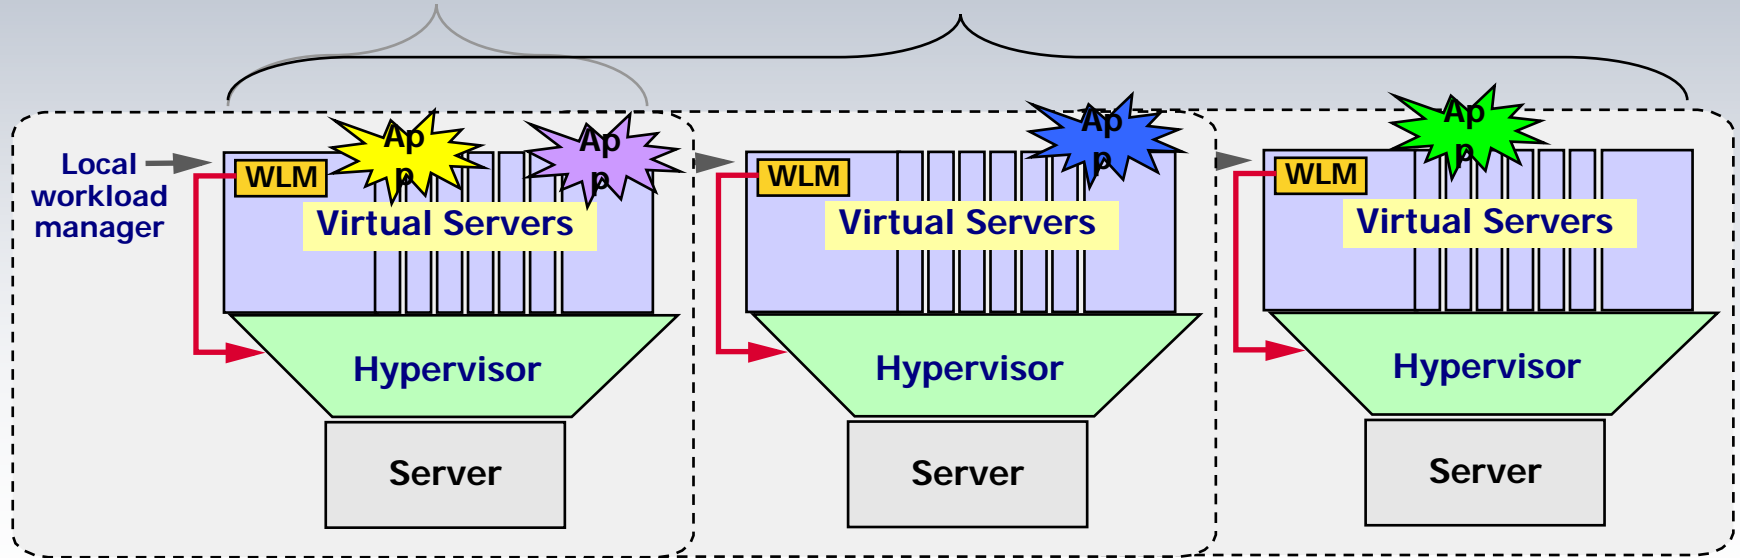 Ap
p
Ap
p
Ap
p
Ap
p
Local
workload
manager
WLM
WLM
WLM
Virtual Servers
Virtual Servers
Virtual Servers
Hypervisor
Hypervisor
Hypervisor
Server
Server
Server